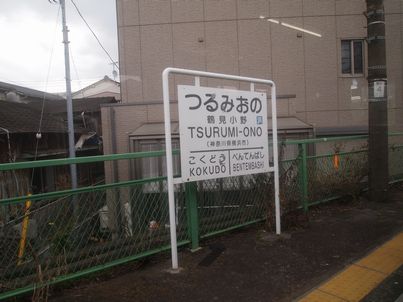 つるみおの
鶴見小野
TSURUMI-ONO
(神奈川県横浜市)
こくどう べんてんばし
KOKUDŌ BENTEMBASHI